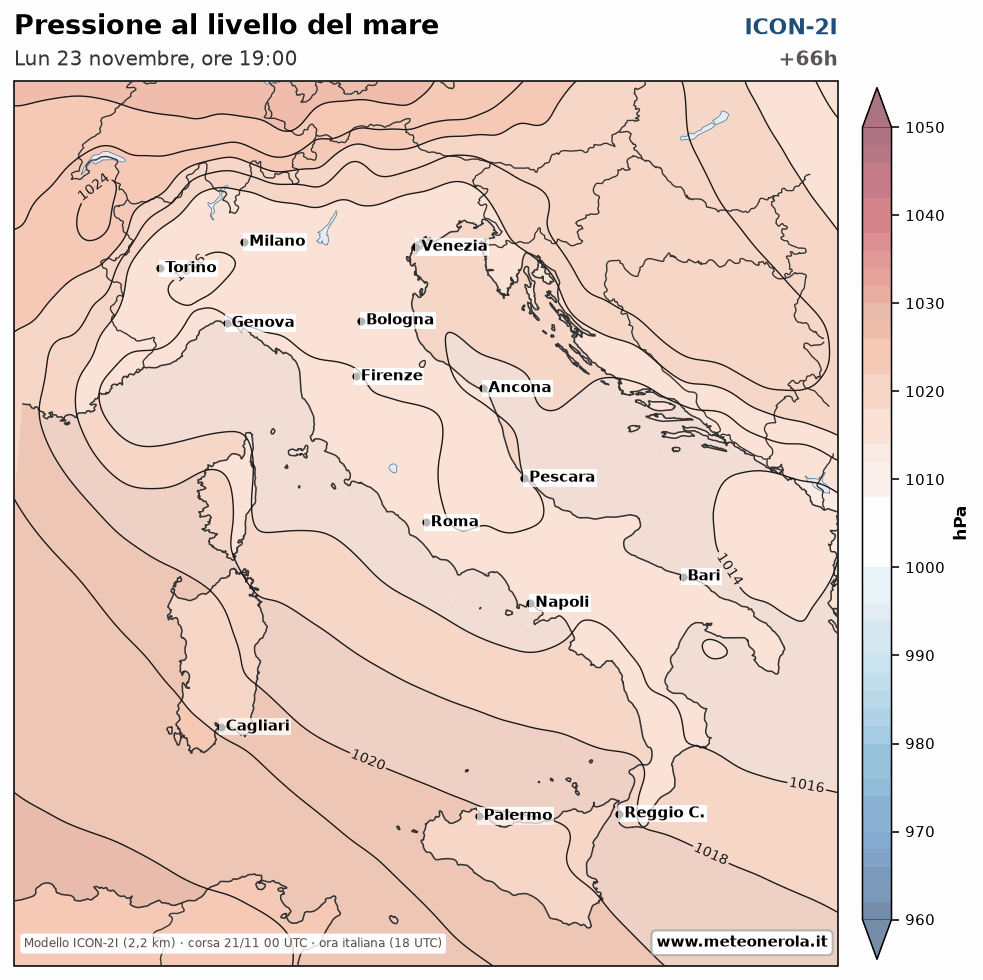 Pressione al livello del mare
ICON-2I
Lun 23 novembre, ore 19:00
+66h
1024
Milano
Venezia
Torino
Genova
Bologna
Firenze
Ancona
Pescara
Roma
1014
Bari
Napoli
Cagliari
1020
1016
Palermo
Reggio C.
1018
Modello ICON-2I (2,2 km) · corsa 21/11 00 UTC · ora italiana (18 UTC)
www.meteonerola.it
1050
1040
1030
1020
1010
1000
990
980
970
960
hPa